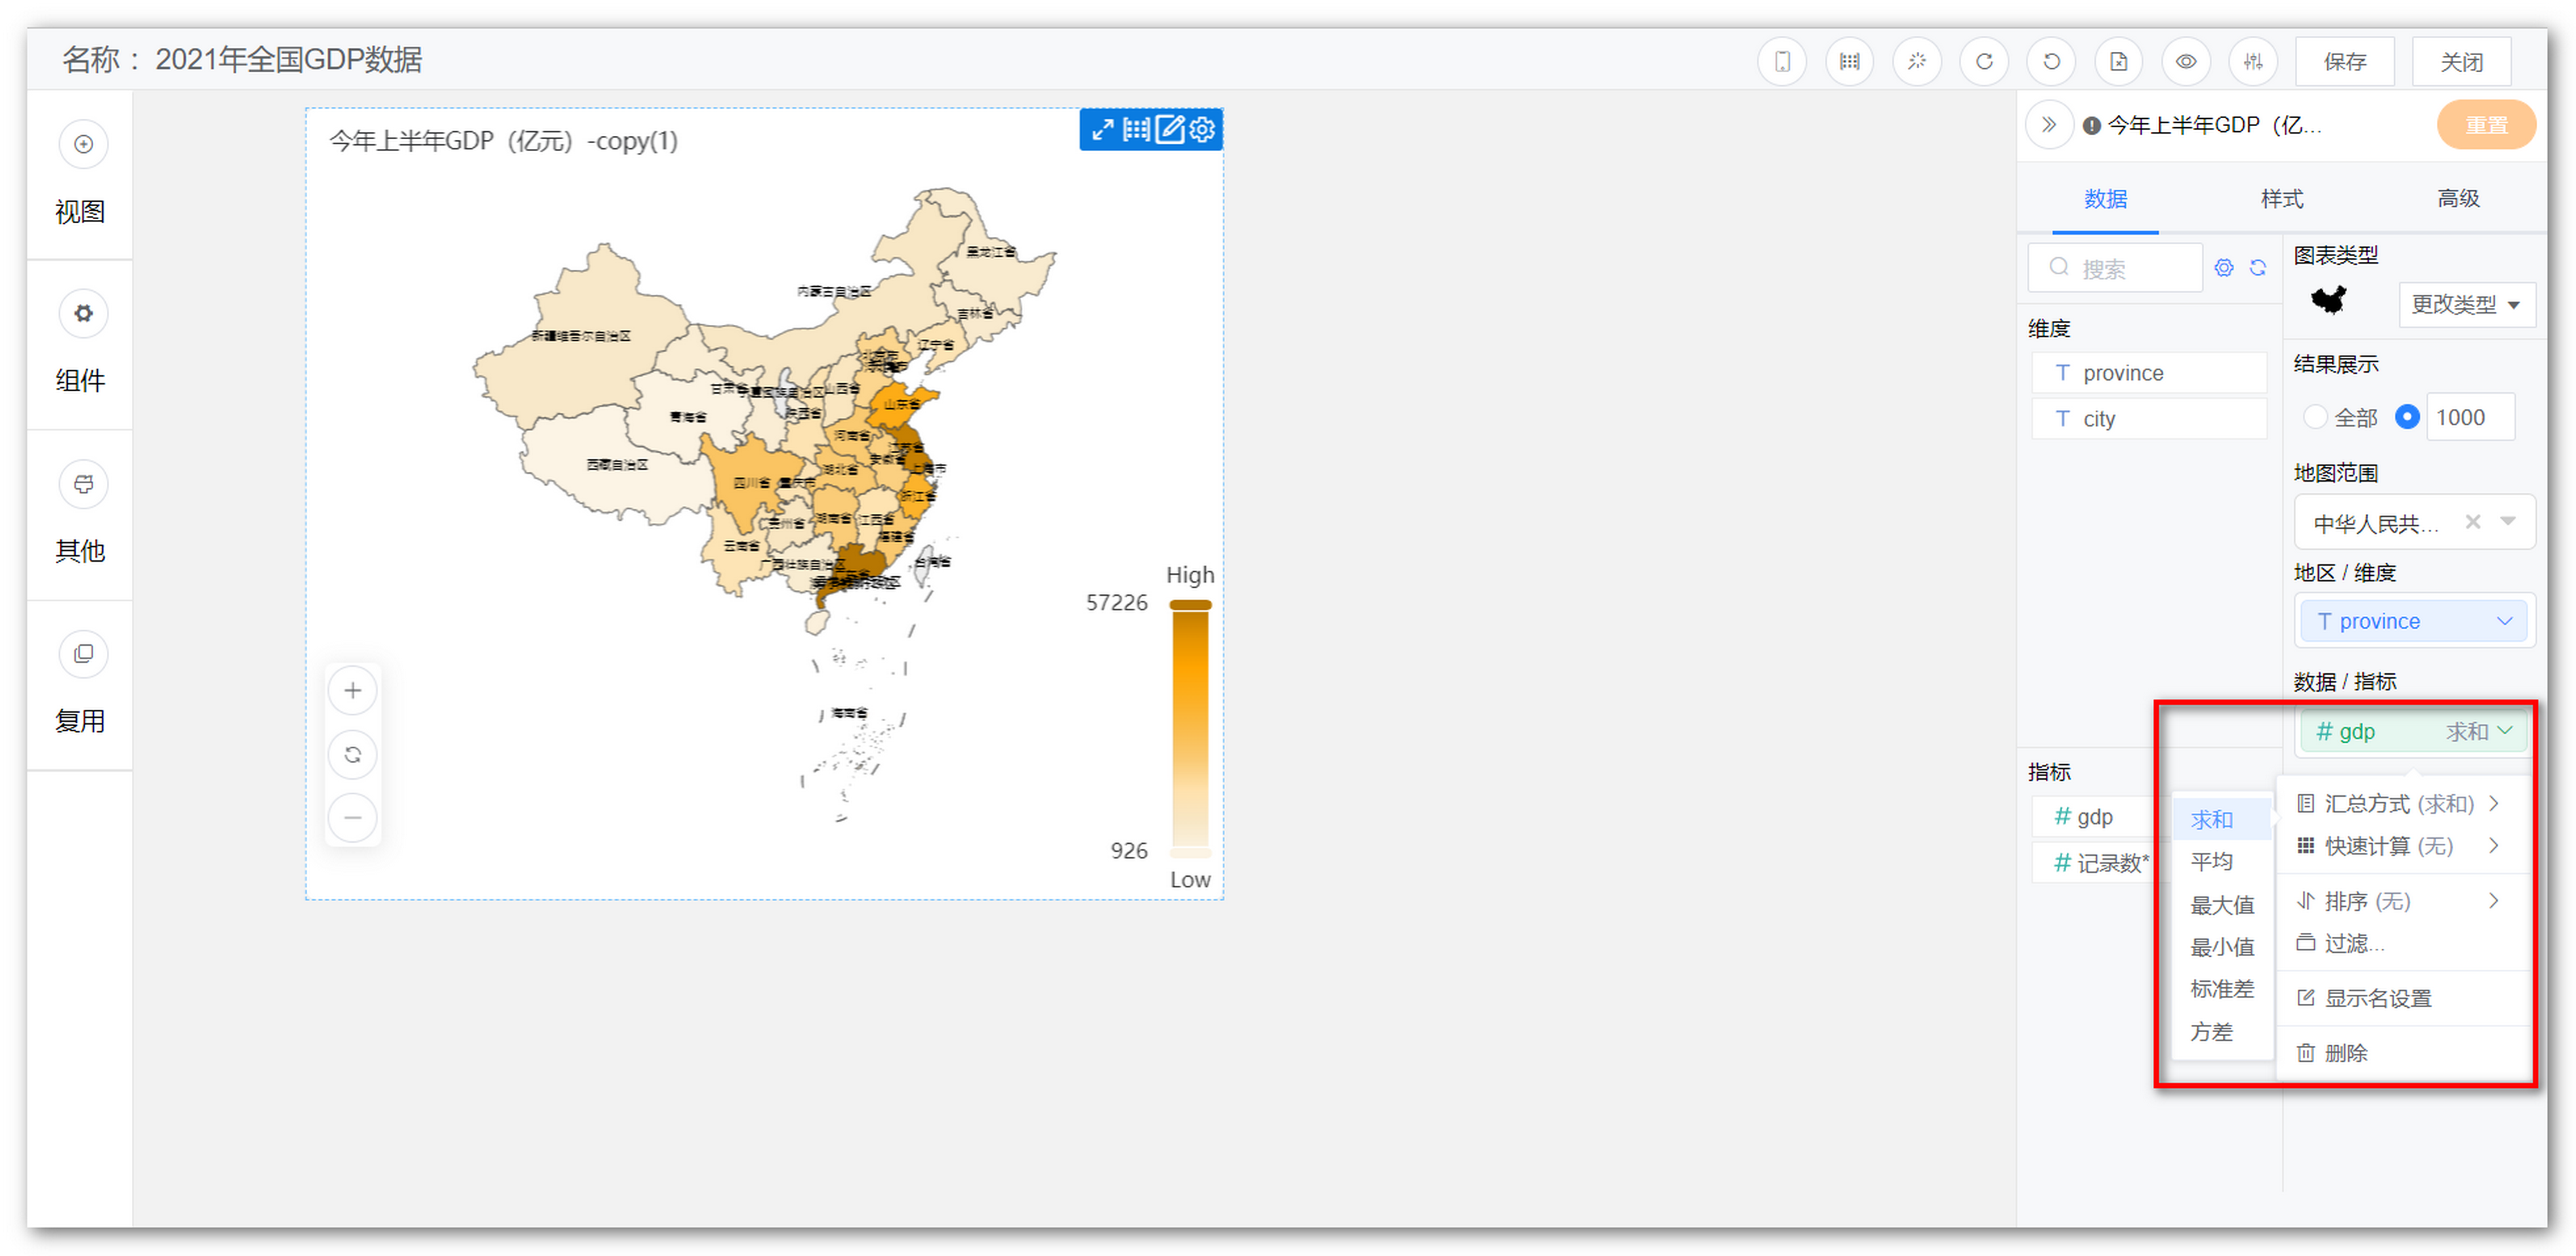 名称 : 2021年全国GDP数据
保存
关闭
视图
组件
其他
复用
今年上半年GDP（亿元）-copy(1)
黑龙江省
内蒙古自治区
吉林省
新疆维吾尔自治区
辽宁省
北京市
甘肃省
山西省
山东省
陕西省
青海省
河南省
江苏省
安徽省
上海市
西藏自治区
湖北省
四川省
重庆市
浙江省
贵州省
湖南省
江西省
福建省
云南省
广西壮族自治区
台湾省
海南省
High
57226
926
Low
今年上半年GDP（亿...
重置
数据
样式
高级
搜索
维度
T province
T city
指标
# gdp
# 记录数*
图表类型
更改类型
结果展示
全部
1000
地图范围
中华人民共...
地区 / 维度
T province
数据 / 指标
# gdp 求和
汇总方式 (求和)
快速计算 (无)
排序 (无)
过滤...
显示名设置
删除
求和
平均
最大值
最小值
标准差
方差